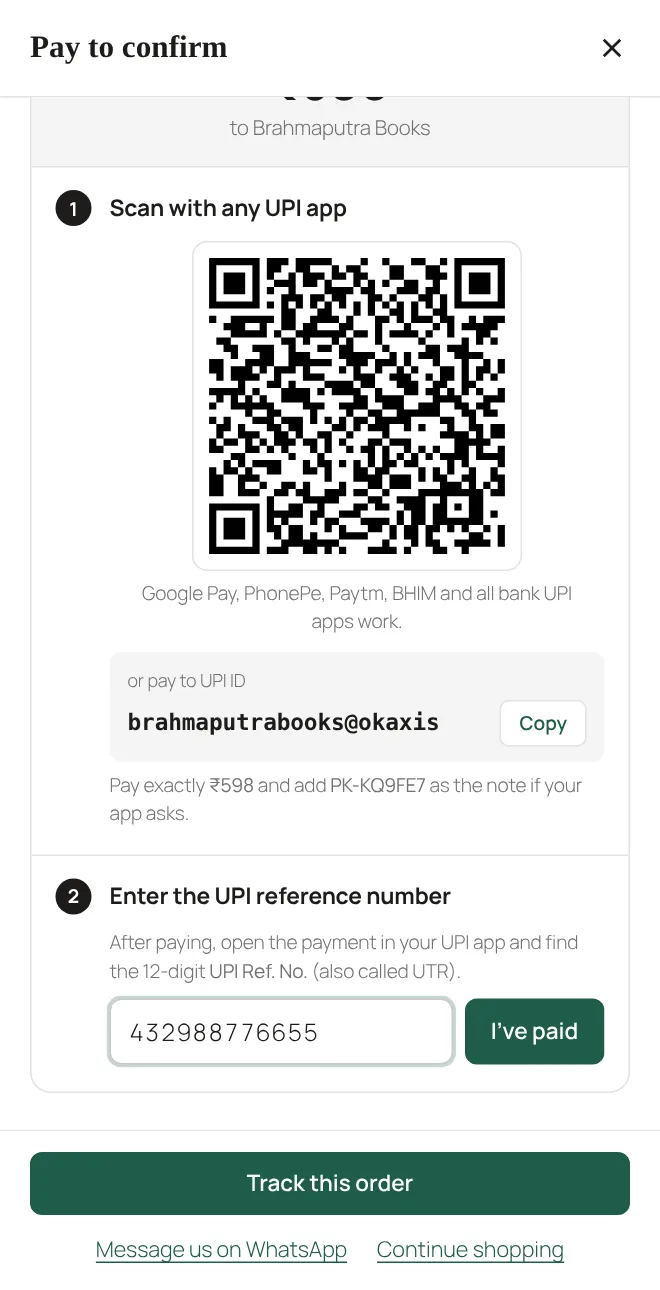 Pay to confirm
to Brahmaputra Books
1 Scan with any UPI app
Google Pay, PhonePe, Paytm, BHIM and all bank UPI
apps work.
or pay to UPI ID
brahmaputrabooks@okaxis
Copy
Pay exactly ₹598 and add PK-KQ9FE7 as the note if your
app asks.
2 Enter the UPI reference number
After paying, open the payment in your UPI app and find
the 12-digit UPI Ref. No. (also called UTR).
432988776655
I've paid
Track this order
Message us on WhatsApp
Continue shopping